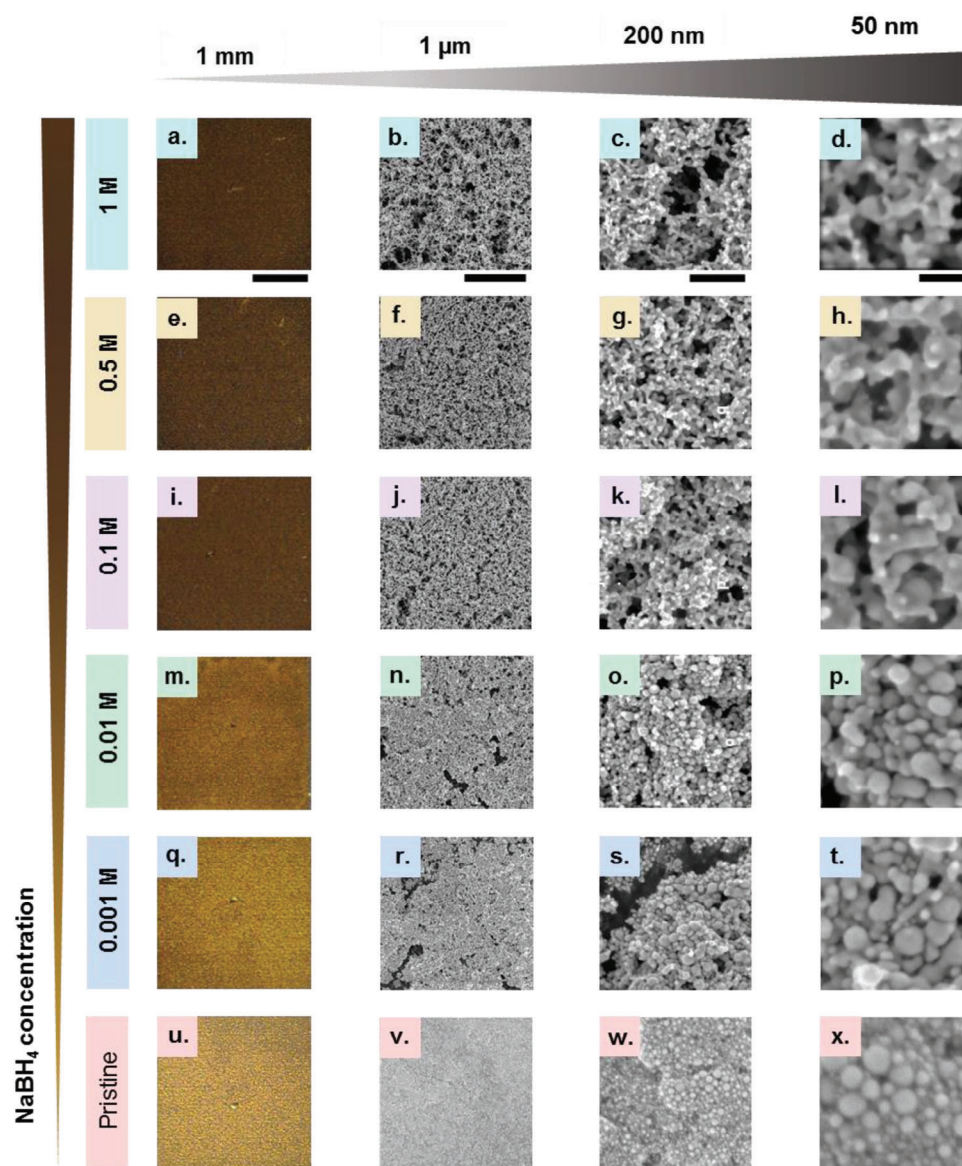 1 mm
1 µm
200 nm
50 nm
1 M
a.
b.
c.
d.
0.5 M
e.
f.
g.
h.
0.1 M
i.
j.
k.
l.
0.01 M
m.
n.
o.
p.
0.001 M
q.
r.
s.
t.
Pristine
u.
v.
w.
x.
NaBH₄ concentration